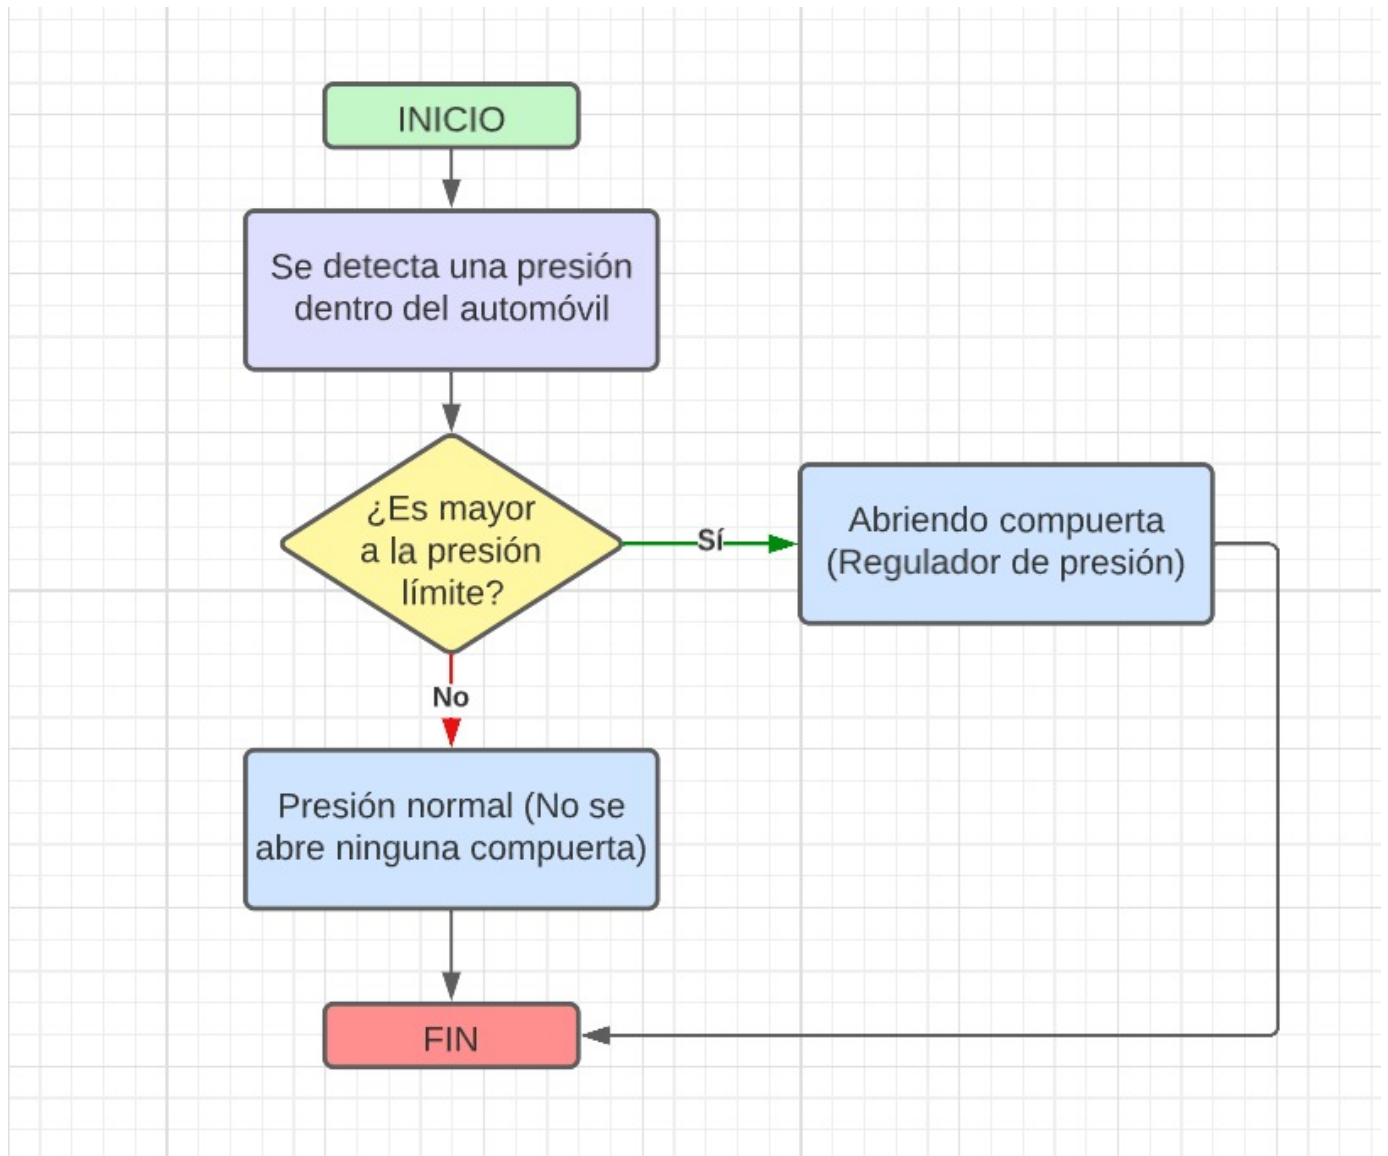 INICIO
Se detecta una presión
dentro del automóvil
¿Es mayor
a la presión
límite?
Sí
Abriendo compuerta
(Regulador de presión)
No
Presión normal (No se
abre ninguna compuerta)
FIN